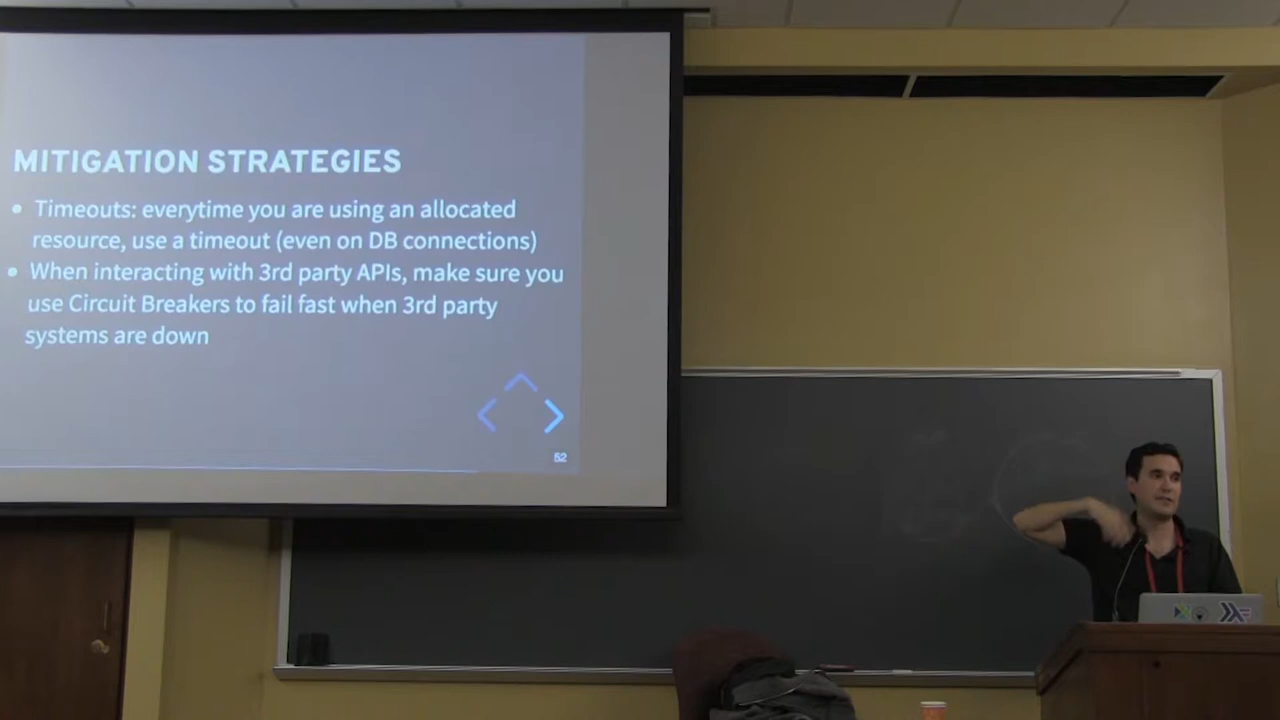 MITIGATION STRATEGIES
• Timeouts: everytime you are using an allocated
resource, use a timeout (even on DB connections)
• When interacting with 3rd party APIs, make sure you
use Circuit Breakers to fail fast when 3rd party
systems are down
52